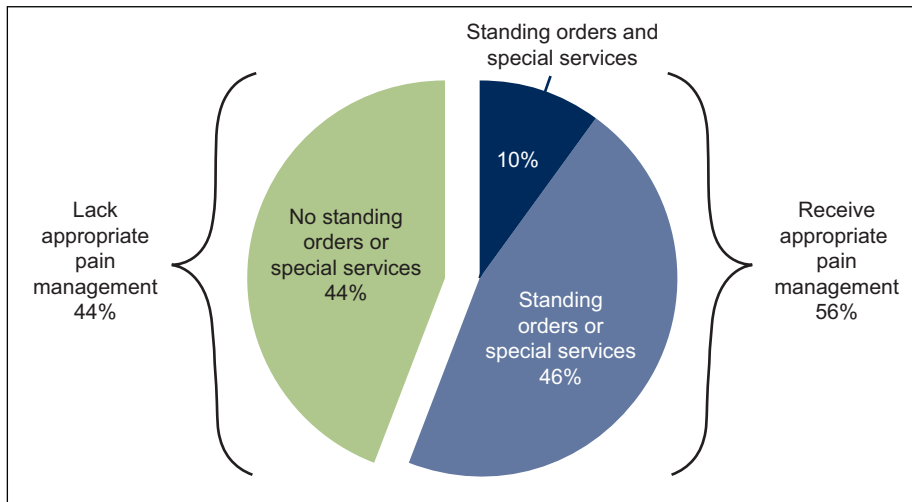 Standing orders and
special services
10%
No standing
orders or
special services
44%
Lack
appropriate
pain
management
44%
Standing
orders or
special services
46%
Receive
appropriate
pain
management
56%